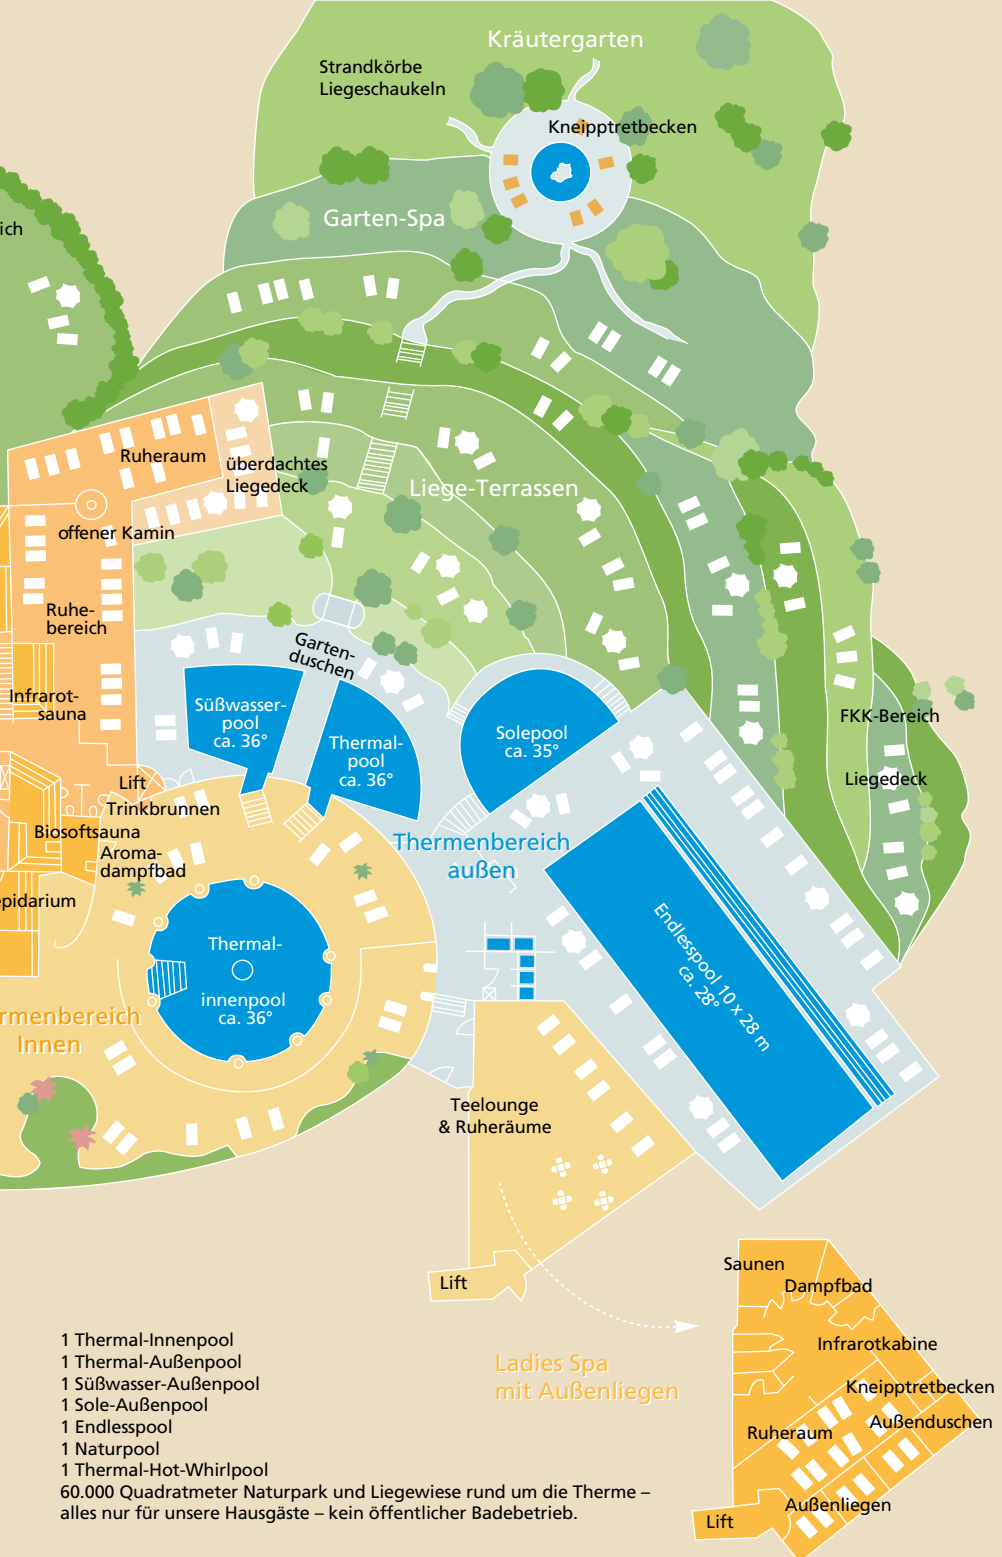 Kräutergarten
Strandkörbe
Liegeschaukeln
Kneipptretbecken
Garten-Spa
ich
Ruheraum
überdachtes
Liegedeck
Liege-Terrassen
offener Kamin
Ruhe-
bereich
Garten-
duschen
Infrarot-
sauna
Süßwasser-
pool
ca. 36°
Thermal-
pool
ca. 36°
Solepool
ca. 35°
FKK-Bereich
Liegedeck
Lift
Trinkbrunnen
Biosoftsauna
Aroma-
dampfbad
Thermenbereich
außen
epidarium
Endlesspool 10 x 28 m
ca. 28°
Thermal-
innenpool
ca. 36°
rmenbereich
Innen
Teelounge
& Ruheräume
Lift
Saunen
Dampfbad
Infrarotkabine
Kneipptretbecken
Außenduschen
Ruheraum
Außenliegen
Lift
Ladies Spa
mit Außenliegen
1 Thermal-Innenpool
1 Thermal-Außenpool
1 Süßwasser-Außenpool
1 Sole-Außenpool
1 Endlesspool
1 Naturpool
1 Thermal-Hot-Whirlpool
60.000 Quadratmeter Naturpark und Liegewiese rund um die Therme –
alles nur für unsere Hausgäste – kein öffentlicher Badebetrieb.